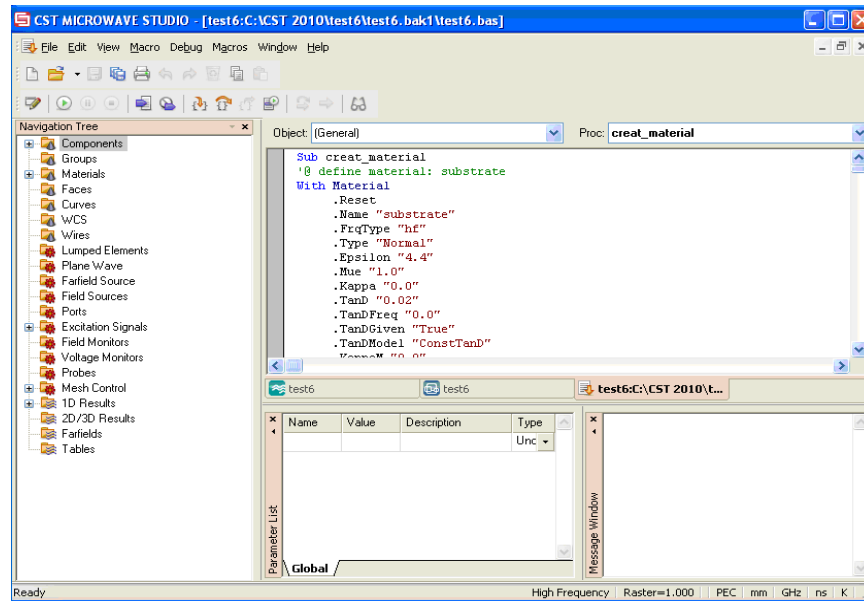 CST MICROWAVE STUDIO - [test6:C:\CST 2010\test6\test6.bak1\test6.bas]
File Edit View Macro Debug Macros Window Help
Navigation Tree
Components
Groups
Materials
Faces
Curves
WCS
Wires
Lumped Elements
Plane Wave
Farfield Source
Field Sources
Ports
Excitation Signals
Field Monitors
Voltage Monitors
Probes
Mesh Control
1D Results
2D/3D Results
Farfields
Tables
Object: (General) Proc: creat_material
Sub creat_material
'@ define material: substrate
With Material
.Reset
.Name "substrate"
.FrqType "hf"
.Type "Normal"
.Epsilon "4.4"
.Mue "1.0"
.Kappa "0.0"
.TanD "0.02"
.TanDFreq "0.0"
.TanDGiven "True"
.TanDModel "ConstTanD"
.KappaM "0.0"
test6 test6 test6:C:\CST 2010\t...
Name Value Description Type
Unc
Parameter List
Global
Message Window
Ready High Frequency Raster=1.000 PEC mm GHz ns K